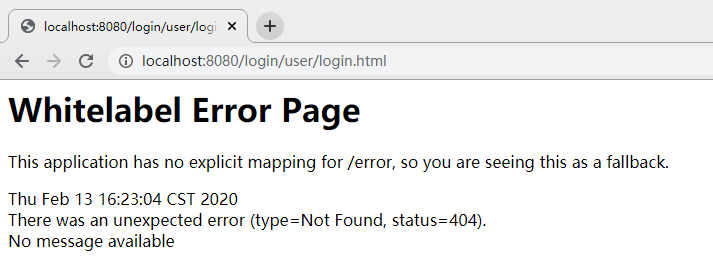 localhost:8080/login/user/logi
localhost:8080/login/user/login.html
Whitelabel Error Page
This application has no explicit mapping for /error, so you are seeing this as a fallback.
Thu Feb 13 16:23:04 CST 2020
There was an unexpected error (type=Not Found, status=404).
No message available